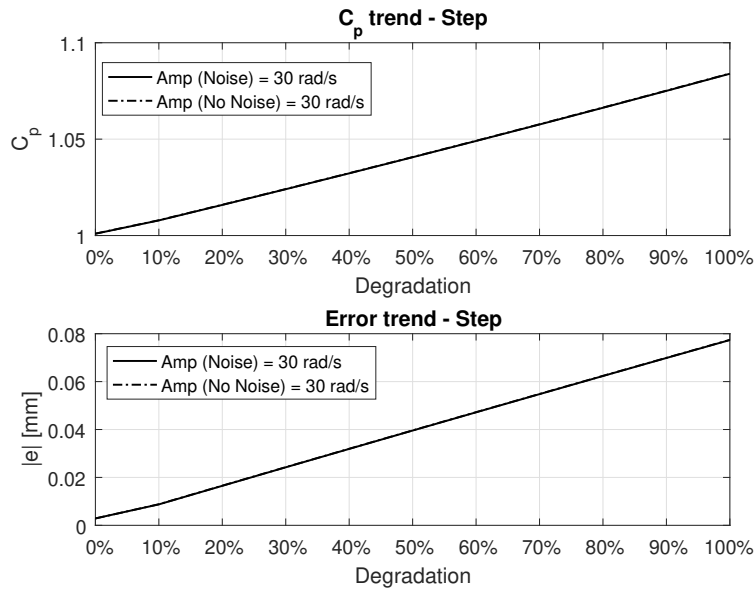 C_p trend - Step
1.1
1.05
1
C_p
Amp (Noise) = 30 rad/s
Amp (No Noise) = 30 rad/s
0% 10% 20% 30% 40% 50% 60% 70% 80% 90% 100%
Degradation
Error trend - Step
0.08
0.06
0.04
0.02
0
|e| [mm]
Amp (Noise) = 30 rad/s
Amp (No Noise) = 30 rad/s
0% 10% 20% 30% 40% 50% 60% 70% 80% 90% 100%
Degradation